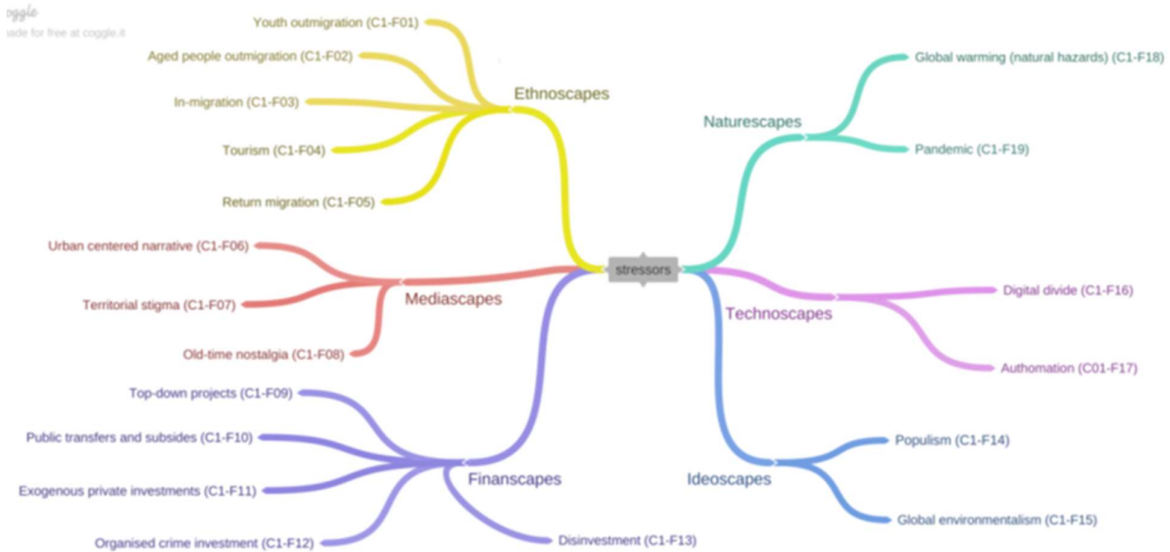 oggle
made for free at coggle.it
Youth outmigration (C1-F01)
Aged people outmigration (C1-F02)
In-migration (C1-F03)
Tourism (C1-F04)
Return migration (C1-F05)
Ethnoscapes
Urban centered narrative (C1-F06)
Territorial stigma (C1-F07)
Old-time nostalgia (C1-F08)
Mediascapes
Top-down projects (C1-F09)
Public transfers and subsides (C1-F10)
Exogenous private investments (C1-F11)
Organised crime investment (C1-F12)
Disinvestment (C1-F13)
Finanscapes
stressors
Naturescapes
Global warming (natural hazards) (C1-F18)
Pandemic (C1-F19)
Technoscapes
Digital divide (C1-F16)
Authomation (C01-F17)
Ideoscapes
Populism (C1-F14)
Global environmentalism (C1-F15)